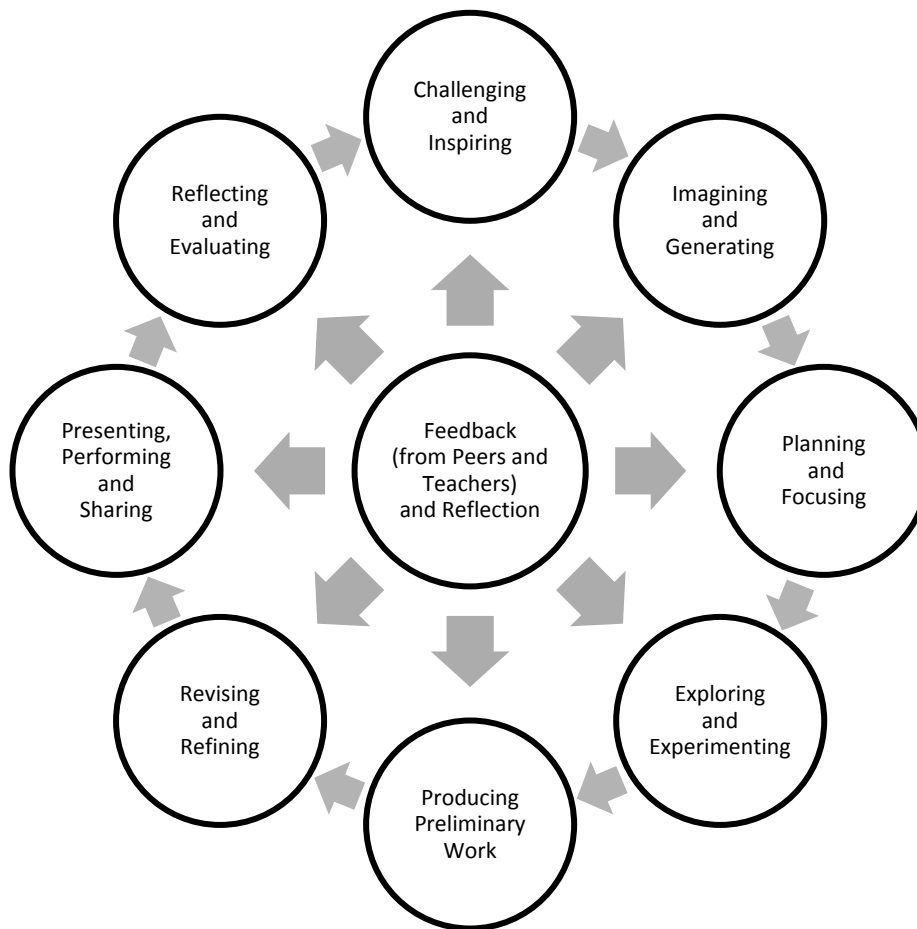 Challenging
and
Inspiring
Imagining
and
Generating
Planning
and
Focusing
Exploring
and
Experimenting
Producing
Preliminary
Work
Revising
and
Refining
Presenting,
Performing
and
Sharing
Reflecting
and
Evaluating
Feedback
(from Peers and
Teachers)
and Reflection